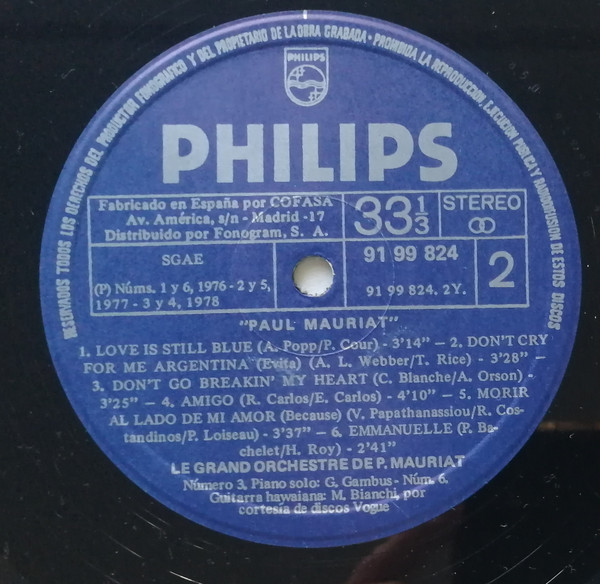 RESERVADOS TODOS LOS DERECHOS DEL PRODUCTOR FONOGRAFICO Y DEL PROPIETARIO DE LA OBRA GRABADA · PROHIBIDA LA REPRODUCCION, EJECUCION PUBLICA Y RADIODIFUSION DE ESTOS DISCOS
PHILIPS
PHILIPS
Fabricado en España por COFASA
Av. América, s/n - Madrid -17
Distribuido por Fonogram, S. A.
33 1/3
STEREO
SGAE
91 99 824
2
(P) Núms. 1 y 6, 1976 - 2 y 5,
1977 - 3 y 4, 1978
91 99 824. 2Y.
"PAUL MAURIAT"
1. LOVE IS STILL BLUE (A. Popp/P. Cour) - 3'14" – 2. DON'T CRY
FOR ME ARGENTINA (Evita) (A. L. Webber/T. Rice) - 3'28" –
3. DON'T GO BREAKIN' MY HEART (C. Blanche/A. Orson) -
3'25" – 4. AMIGO (R. Carlos/E. Carlos) - 4'10" – 5. MORIR
AL LADO DE MI AMOR (Because) (V. Papathanassiou/R. Cos-
tandinos/P. Loiseau) - 3'37" – 6. EMMANUELLE (P. Ba-
chelet/H. Roy) - 2'41"
LE GRAND ORCHESTRE DE P. MAURIAT
Número 3, Piano solo: G. Gambus - Núm. 6.
Guitarra hawaiana: M. Bianchi, por
cortesía de discos Vogue